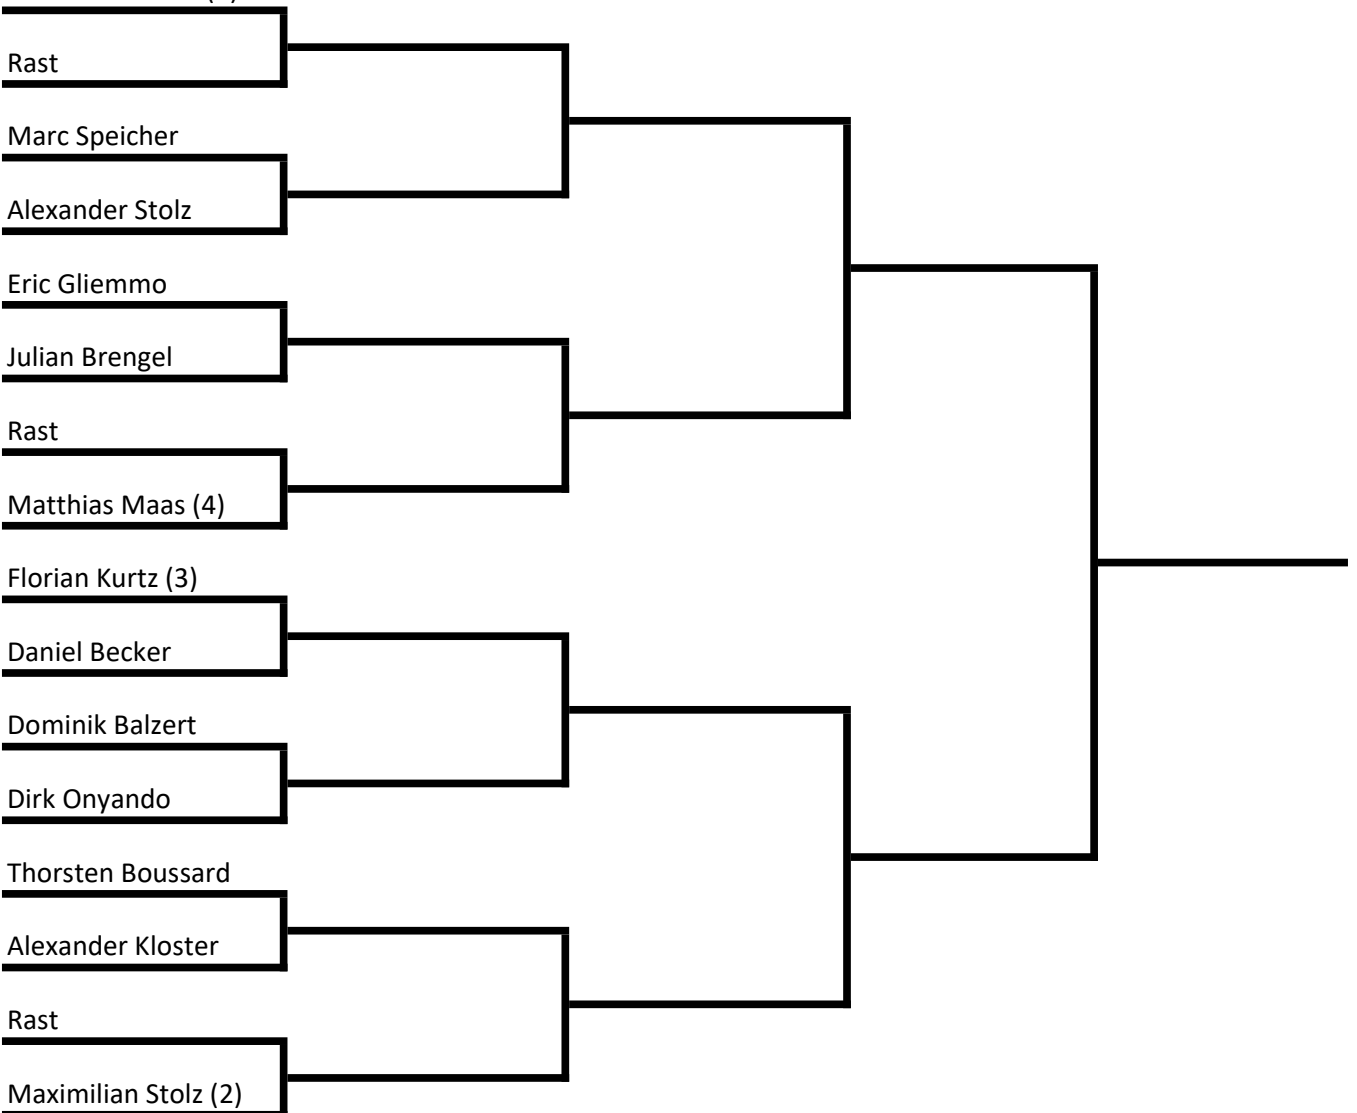 Rast
Marc Speicher
Alexander Stolz
Eric Gliemmo
Julian Brengel
Rast
Matthias Maas (4)
Florian Kurtz (3)
Daniel Becker
Dominik Balzert
Dirk Onyando
Thorsten Boussard
Alexander Kloster
Rast
Maximilian Stolz (2)